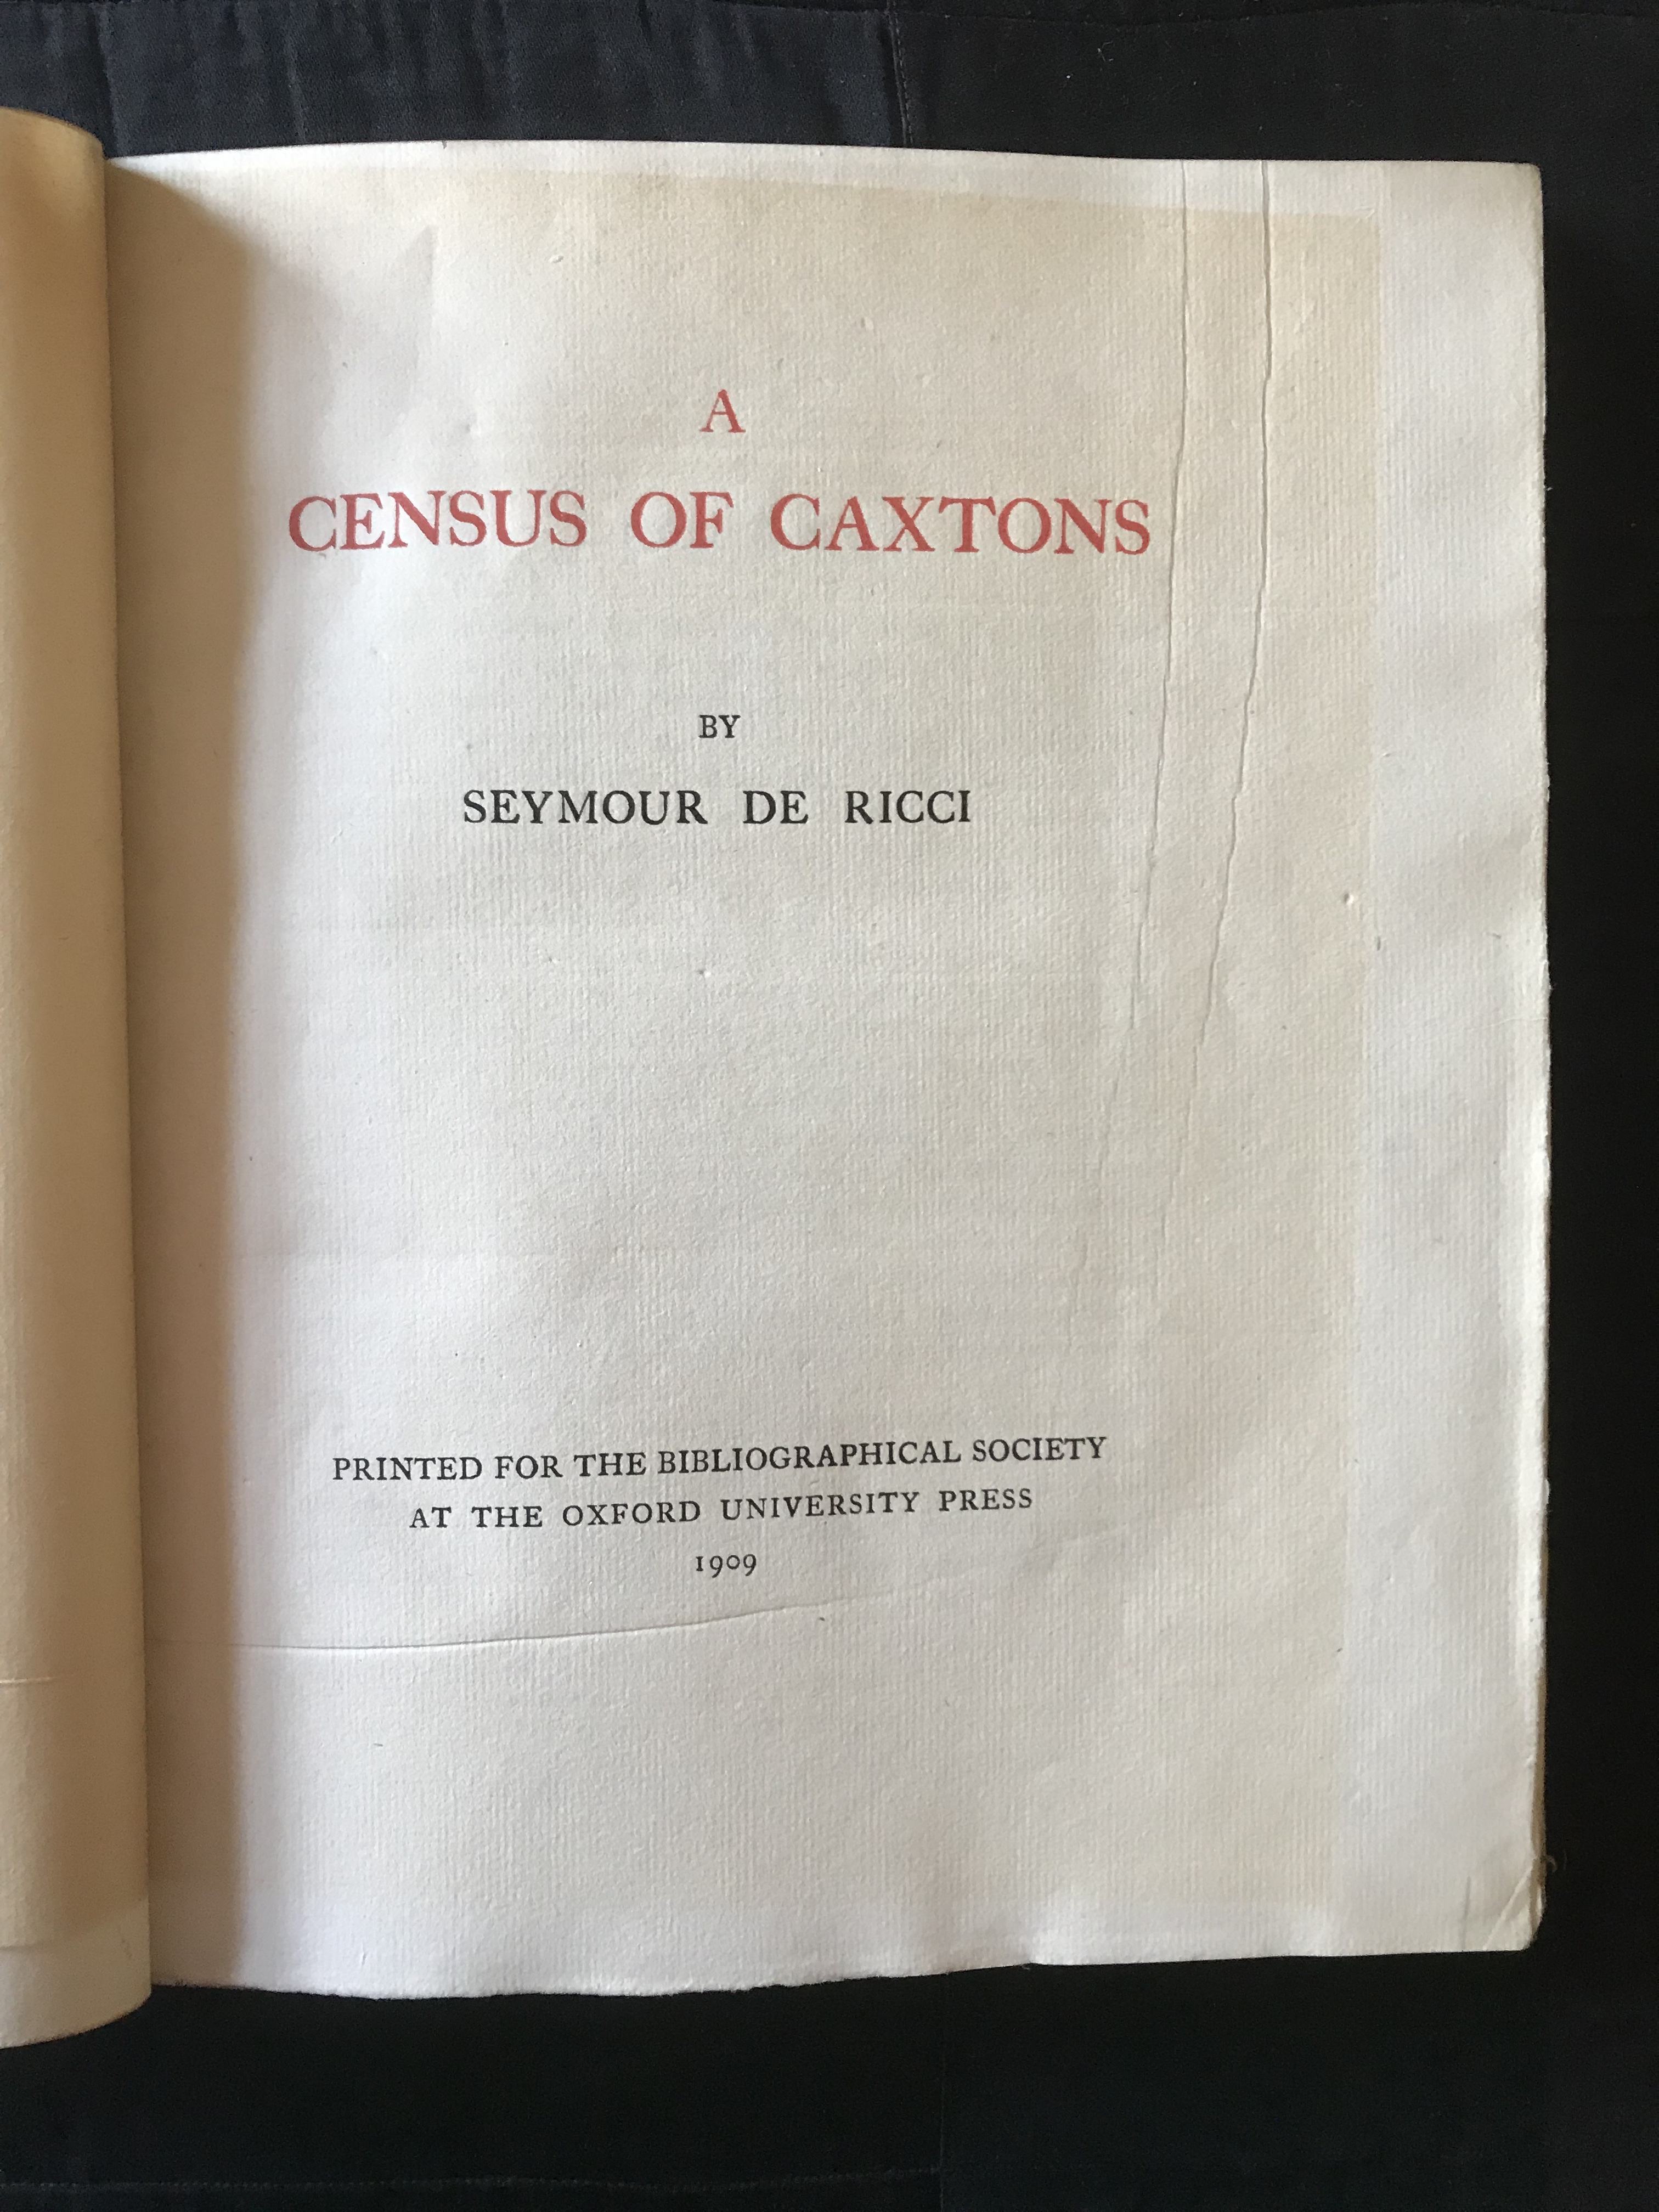 A
CENSUS OF CAXTONS
BY
SEYMOUR DE RICCI
PRINTED FOR THE BIBLIOGRAPHICAL SOCIETY
AT THE OXFORD UNIVERSITY PRESS
1909